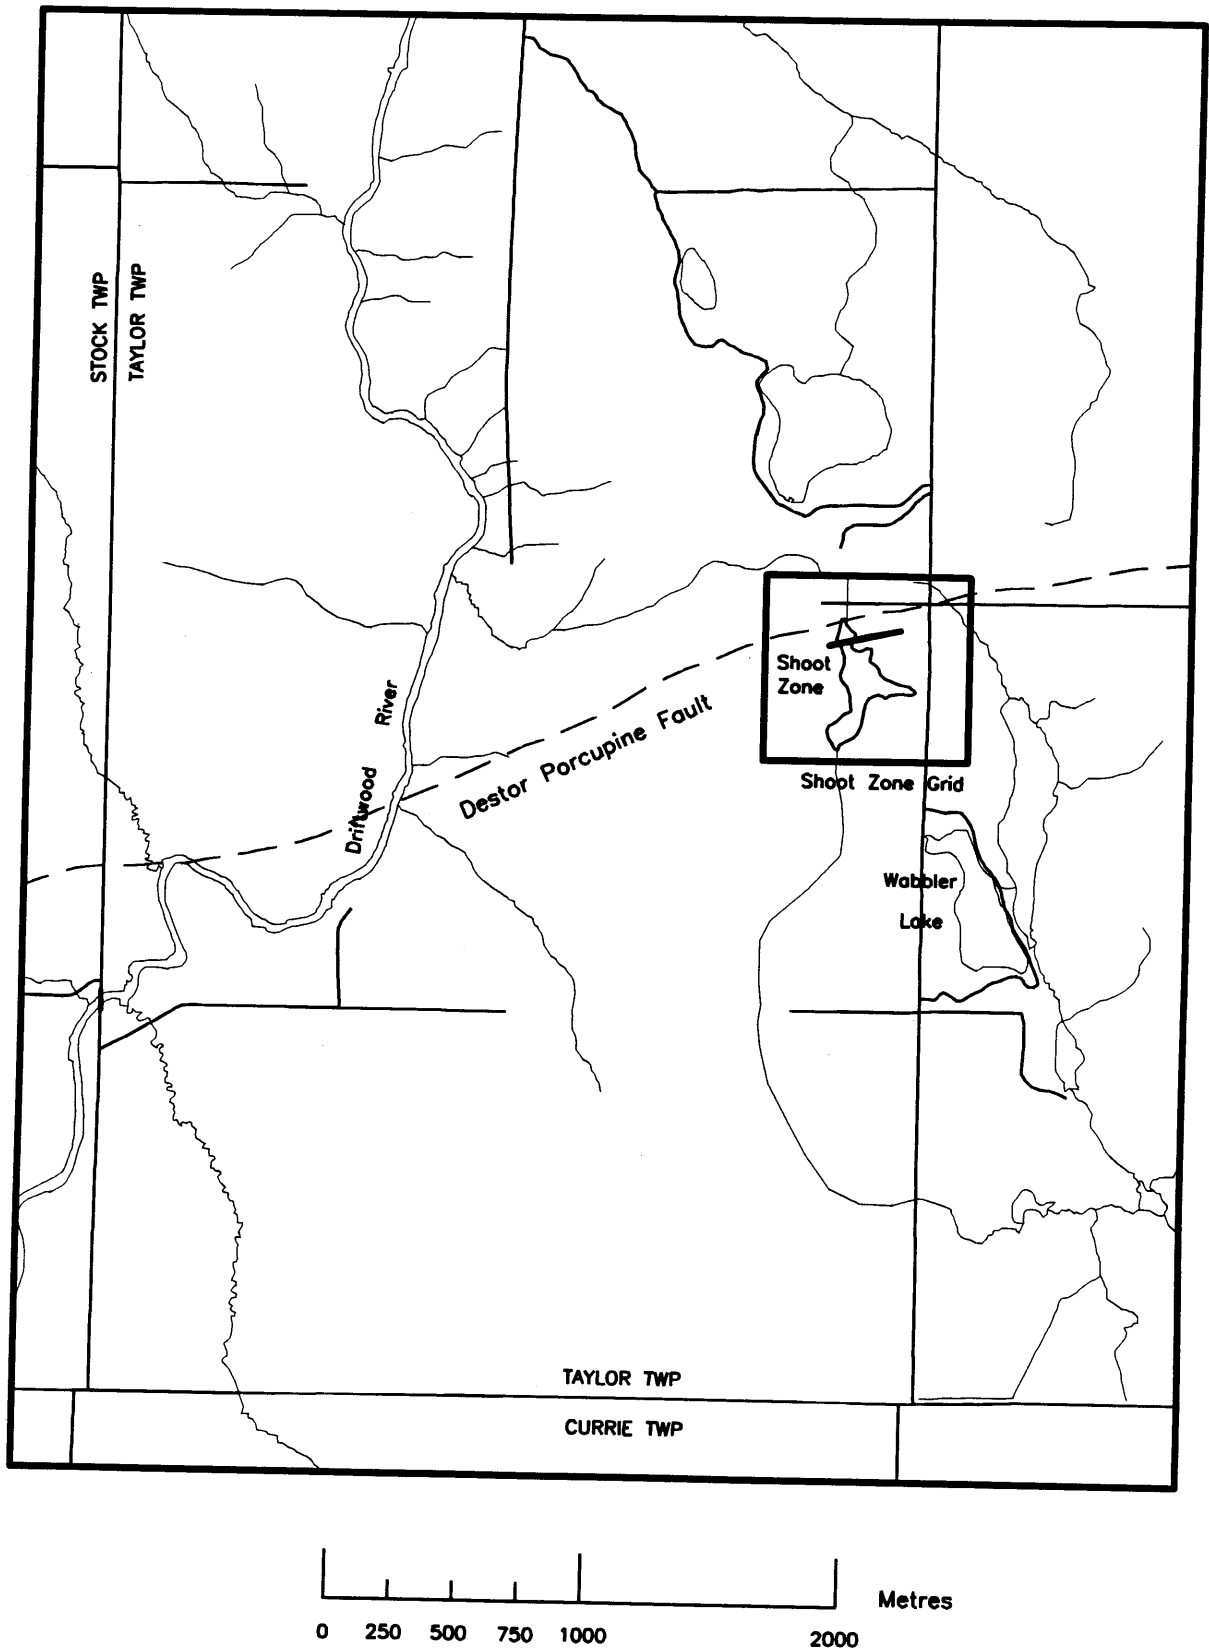 STOCK TWP
TAYLOR TWP
Shoot
Zone
River
Destor Porcupine Fault
Driftwood
Shoot Zone Grid
Wabbler
Lake
TAYLOR TWP
CURRIE TWP
Metres
0 250 500 750 1000 2000